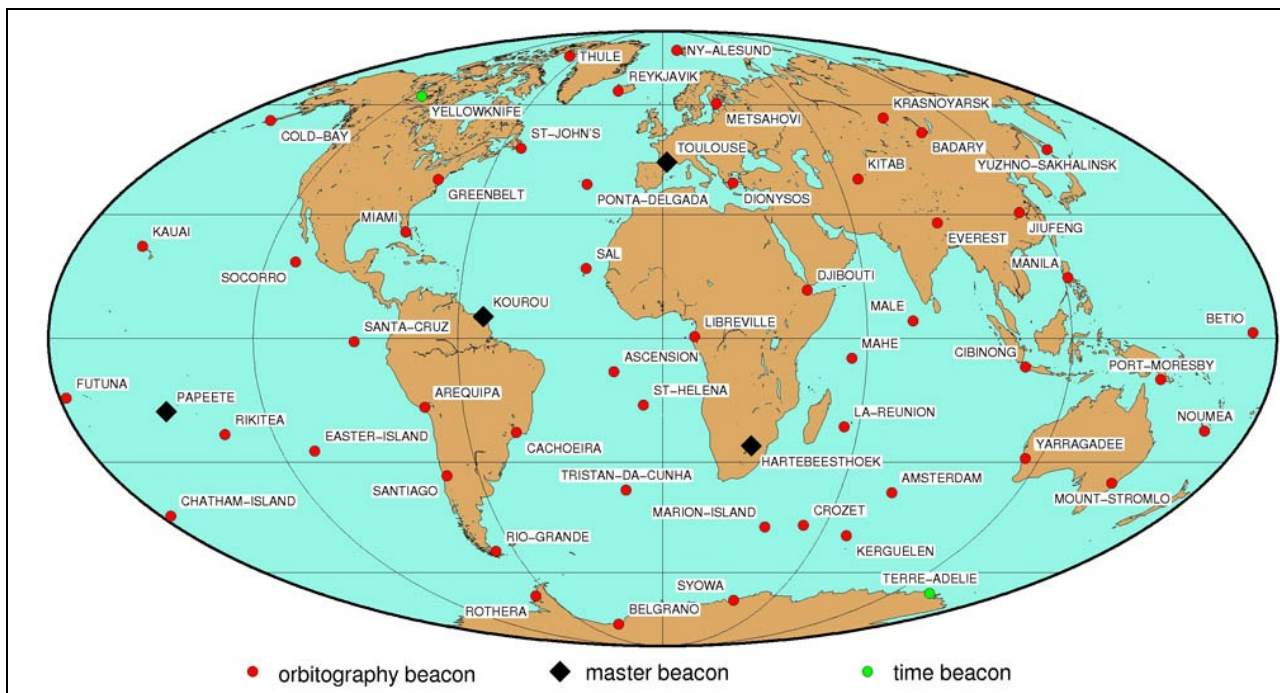 THULE
NY-ALESUND
REYKJAVIK
YELLOWKNIFE
METSAHOVI
KRASNOYARSK
COLD-BAY
ST-JOHN'S
TOULOUSE
BADARY
KITAB
YUZHNO-SAKHALINSK
GREENBELT
PONTA-DELGADA
DIONYSOS
MIAMI
JIUFENG
KAUAI
EVEREST
SOCORRO
SAL
DJIBOUTI
MANILA
KOUROU
MALE
SANTA-CRUZ
LIBREVILLE
BETIO
ASCENSION
MAHE
CIBINONG
PORT-MORESBY
FUTUNA
PAPEETE
AREQUIPA
ST-HELENA
LA-REUNION
NOUMEA
RIKITEA
EASTER-ISLAND
CACHOEIRA
YARRAGADEE
HARTEBEESTHOEK
TRISTAN-DA-CUNHA
AMSTERDAM
SANTIAGO
MOUNT-STROMLO
CHATHAM-ISLAND
MARION-ISLAND
CROZET
RIO-GRANDE
KERGUELEN
TERRE-ADELIE
SYOWA
ROTHERA
BELGRANO
orbitography beacon
master beacon
time beacon